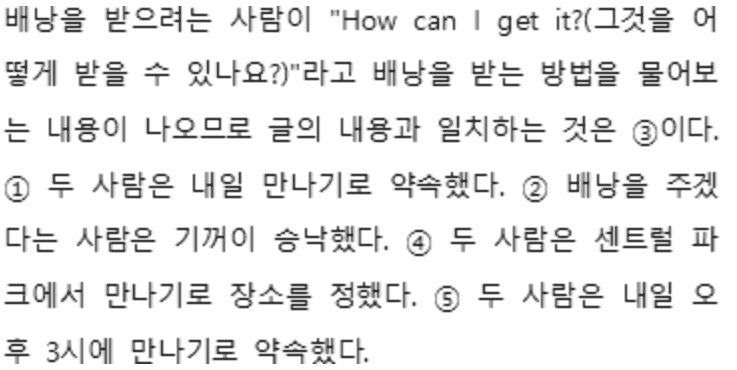 배낭을 받으려는 사람이 "How can I get it?(그것을 어
떻게 받을 수 있나요?)"라고 배낭을 받는 방법을 물어보
는 내용이 나오므로 글의 내용과 일치하는 것은 ③이다.
① 두 사람은 내일 만나기로 약속했다. ② 배낭을 주겠
다는 사람은 기꺼이 승낙했다. ④ 두 사람은 센트럴 파
크에서 만나기로 장소를 정했다. ⑤ 두 사람은 내일 오
후 3시에 만나기로 약속했다.